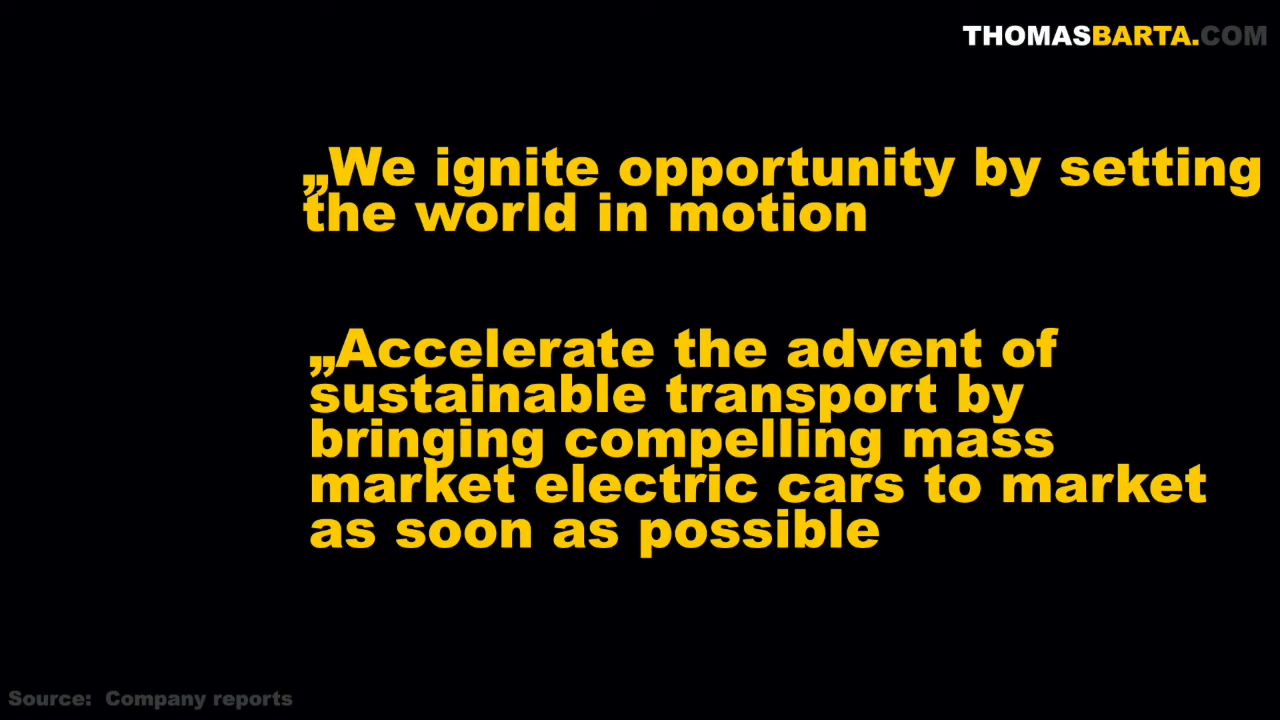 THOMASBARTA.COM
„We ignite opportunity by setting
the world in motion
„Accelerate the advent of
sustainable transport by
bringing compelling mass
market electric cars to market
as soon as possible
Source: Company reports